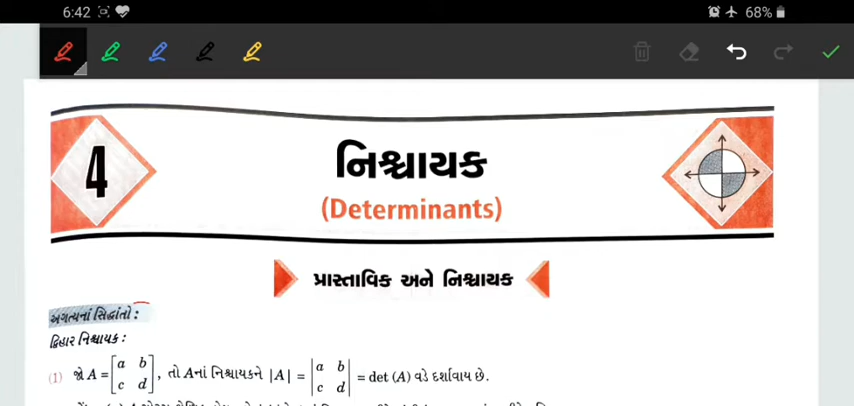 6:42 68%
4
નિશ્ચાયક
(Determinants)
પ્રાસ્તાવિક અને નિશ્ચાયક
અગત્યનાં સિદ્ધાંતો :
દ્વિહાર નિશ્ચાયક :
(1) જો A = [a b c d], તો Aનાં નિશ્ચાયકને |A| = |a b c d| = det (A) વડે દર્શાવાય છે.